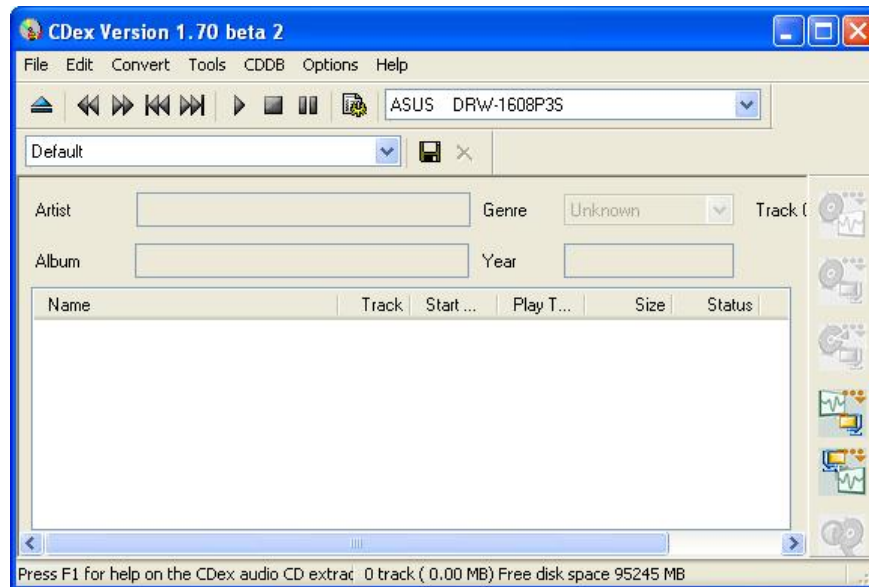 CDex Version 1.70 beta 2
File Edit Convert Tools CDDB Options Help
ASUS DRW-1608P3S
Default
Artist Genre Unknown Track 
Album Year
Name Track Start ... Play T... Size Status
Press F1 for help on the CDex audio CD extrac 0 track ( 0.00 MB) Free disk space 95245 MB